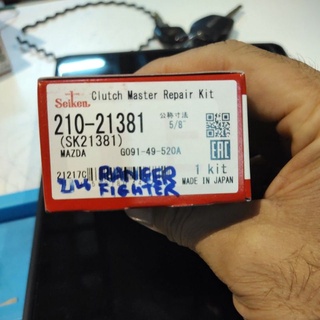 Seiken Clutch Master Repair Kit
210-21381 公称寸法 5/8"
(SK21381)
MAZDA G091-49-520A EAC
21217C 1 kit
MADE IN JAPAN
FIGHTER